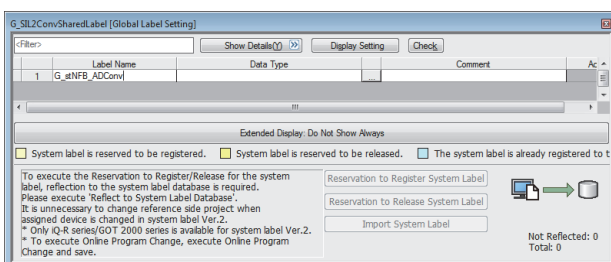 G_SIL2ConvSharedLabel [Global Label Setting]
<Filter> Show Details(Y) Display Setting Check
Label Name Data Type Comment Ac
1 G_stNFB_ADConv ...
Extended Display: Do Not Show Always
System label is reserved to be registered. System label is reserved to be released. The system label is already registered to t
To execute the Reservation to Register/Release for the system
label, reflection to the system label database is required.
Please execute 'Reflect to System Label Database'.
It is unnecessary to change reference side project when
assigned device is changed in system label Ver.2.
* Only iQ-R series/GOT 2000 series is available for system label Ver.2.
* To execute Online Program Change, execute Online Program
Change and save.
Reservation to Register System Label
Reservation to Release System Label
Import System Label
Not Reflected: 0
Total: 0